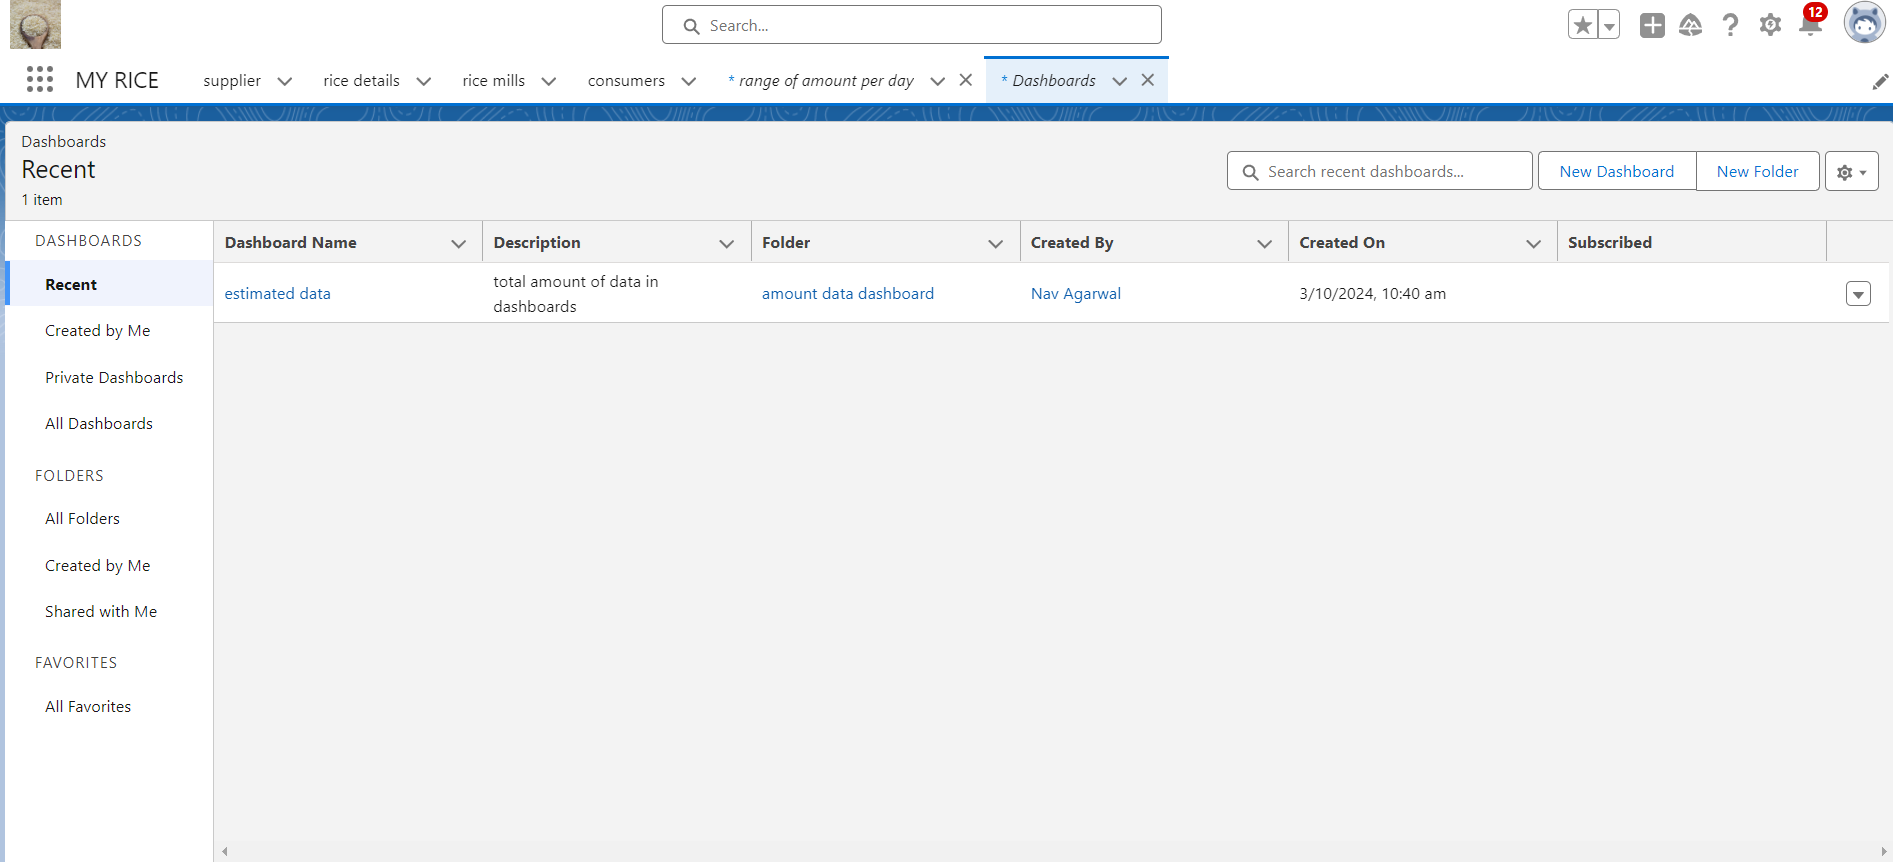 Search...
12
MY RICE
supplier
rice details
rice mills
consumers
* range of amount per day
* Dashboards
Dashboards
Recent
1 item
Search recent dashboards...
New Dashboard
New Folder
DASHBOARDS
Recent
Created by Me
Private Dashboards
All Dashboards
FOLDERS
All Folders
Created by Me
Shared with Me
FAVORITES
All Favorites
Dashboard Name
Description
Folder
Created By
Created On
Subscribed
estimated data
total amount of data in
dashboards
amount data dashboard
Nav Agarwal
3/10/2024, 10:40 am